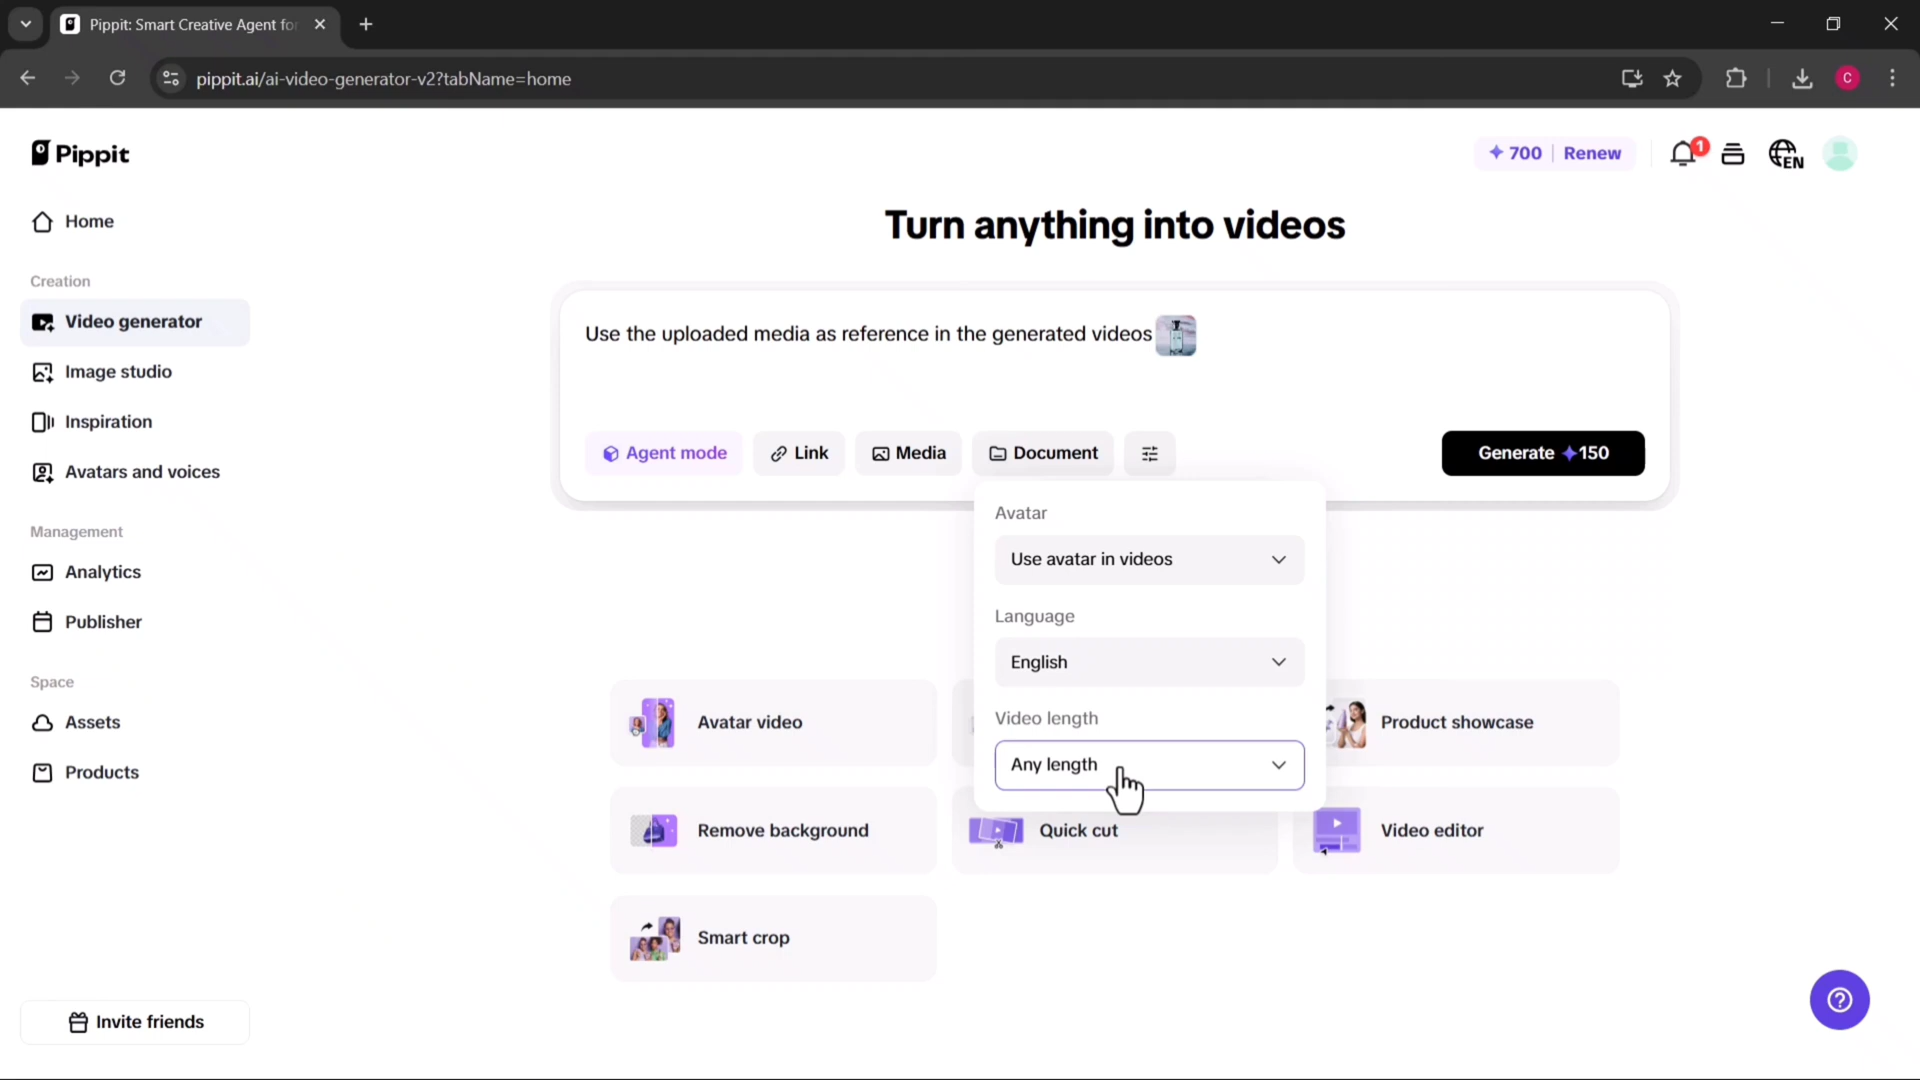 Pippit: Smart Creative Agent for
pippit.ai/ai-video-generator-v2?tabName=home
C
Pippit
700 | Renew
1
EN
Home
Turn anything into videos
Creation
Video generator
Use the uploaded media as reference in the generated videos
Image studio
Inspiration
Agent mode
Link
Media
Document
Generate 150
Avatars and voices
Avatar
Management
Use avatar in videos
Analytics
Language
Publisher
English
Space
Video length
Assets
Avatar video
Product showcase
Any length
Products
Remove background
Quick cut
Video editor
Smart crop
Invite friends